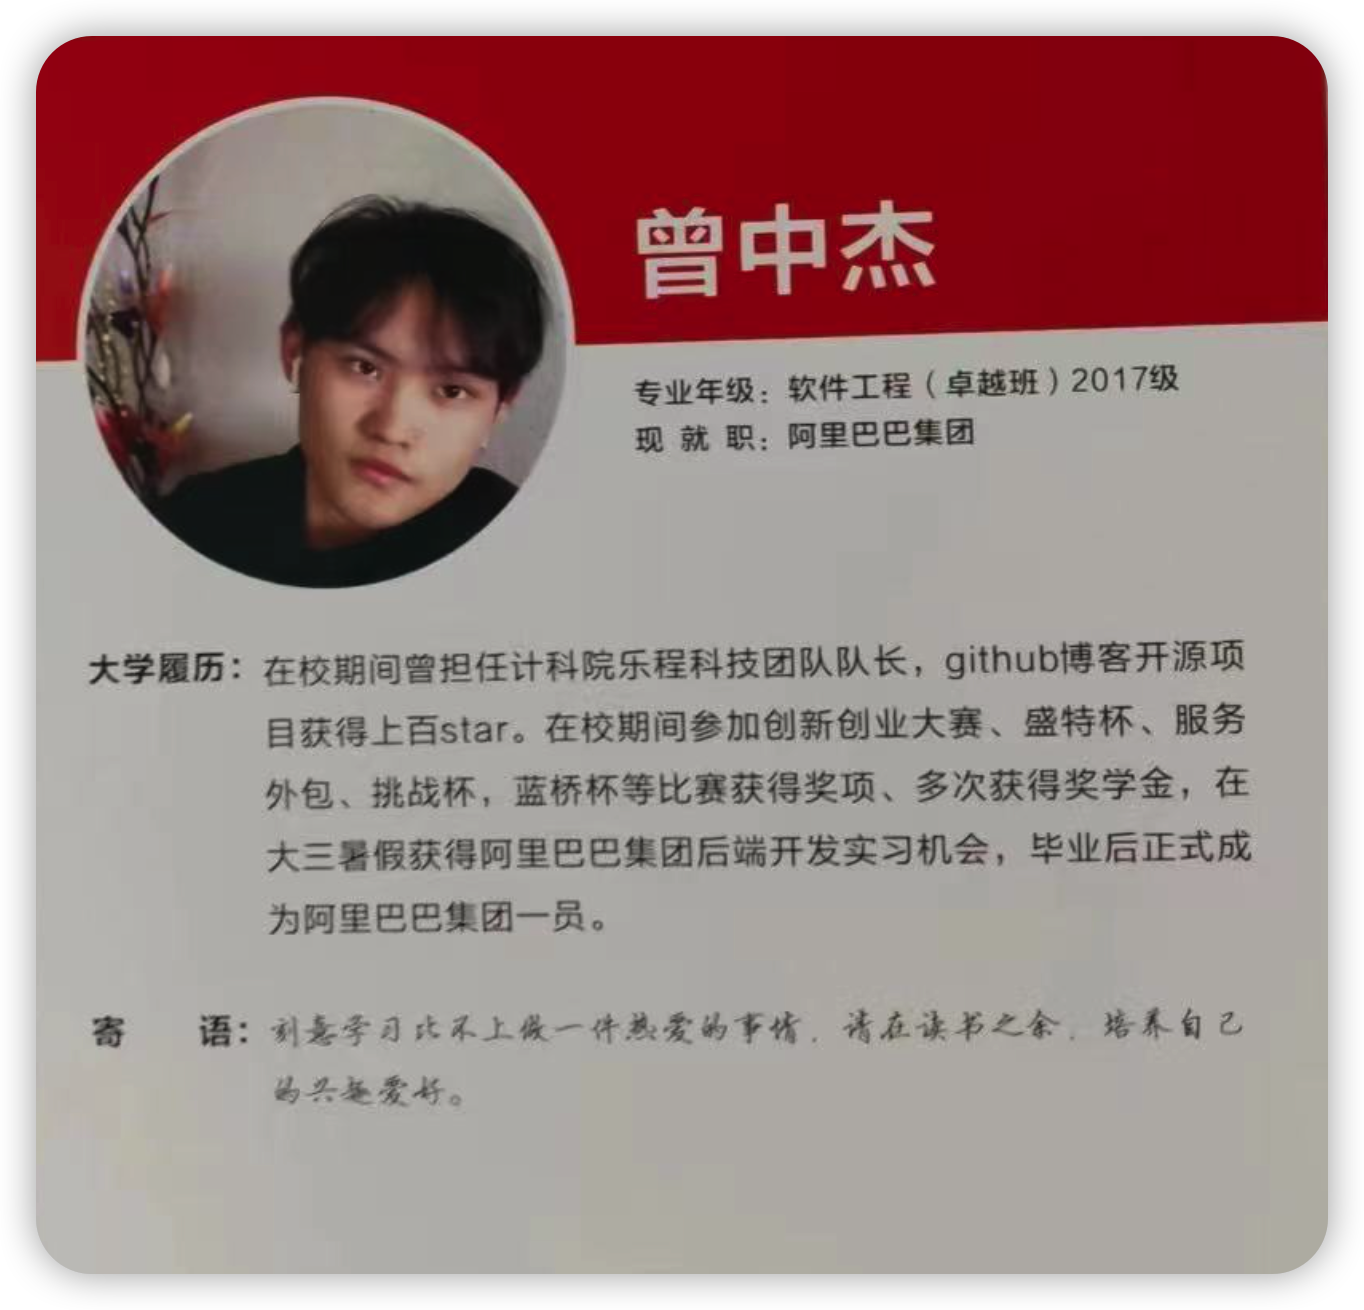 曾中杰
专业年级：软件工程（卓越班）2017级
现 就 职：阿里巴巴集团
大学履历：在校期间曾担任计科院乐程科技团队队长，github博客开源项
目获得上百star。在校期间参加创新创业大赛、盛特杯、服务
外包、挑战杯，蓝桥杯等比赛获得奖项、多次获得奖学金，在
大三暑假获得阿里巴巴集团后端开发实习机会，毕业后正式成
为阿里巴巴集团一员。
寄 语：刻意学习比不上做一件热爱的事情．请在读书之余．培养自己
的兴趣爱好。